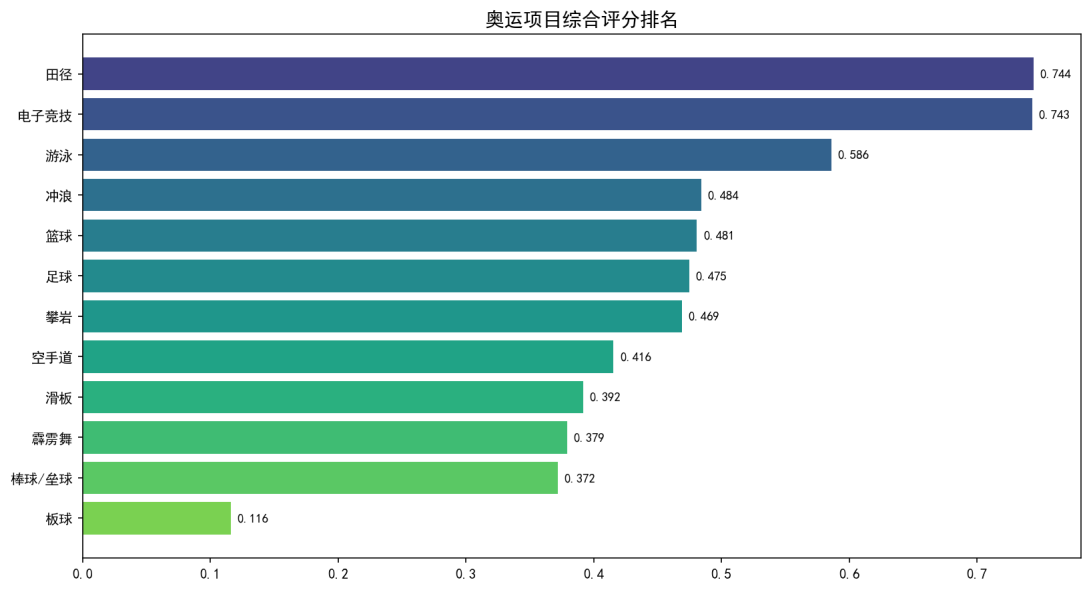 奥运项目综合评分排名
田径 0.744
电子竞技 0.743
游泳 0.586
冲浪 0.484
篮球 0.481
足球 0.475
攀岩 0.469
空手道 0.416
滑板 0.392
霹雳舞 0.379
棒球/垒球 0.372
板球 0.116
0.0 0.1 0.2 0.3 0.4 0.5 0.6 0.7